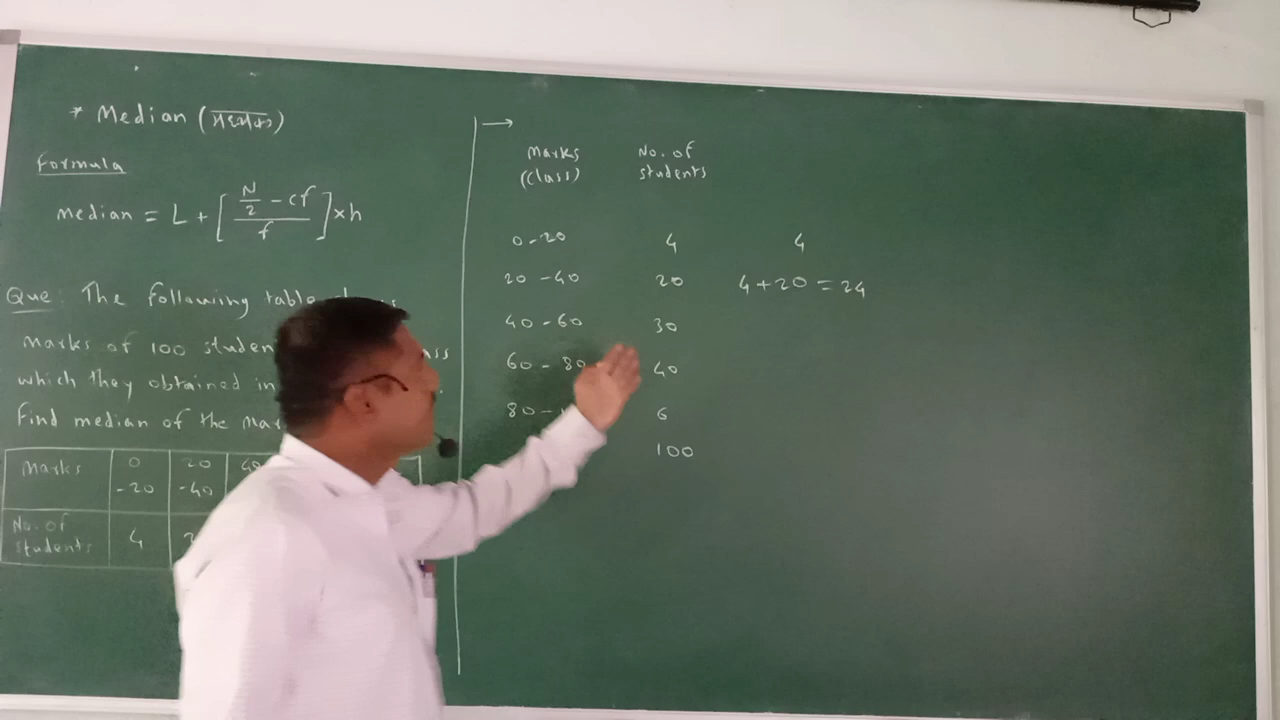 * Median (मध्यक)
Formula
median = L + [ (N/2 - cf) / f ] × h
Que: The following table
marks of 100 studen ass
which they obtained in
Find median of the Mar
Marks 0 -20 20 -40 40
No. of students 4 2
→
Marks (Class) No. of students
0-20 4 4
20-40 20 4+20=24
40-60 30
60-80 40
80- 6
100